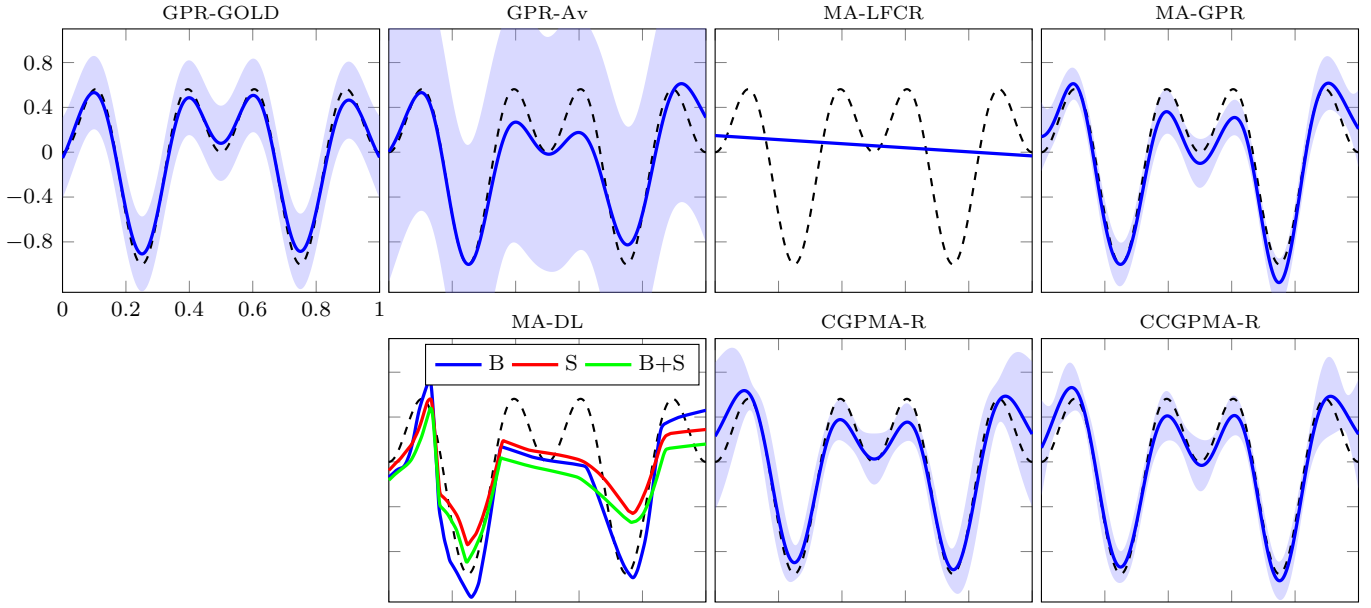 GPR-GOLD GPR-Av MA-LFCR MA-GPR
0.8
0.4
0
−0.4
−0.8
0 0.2 0.4 0.6 0.8 1
MA-DL CGPMA-R CCGPMA-R
B S B+S